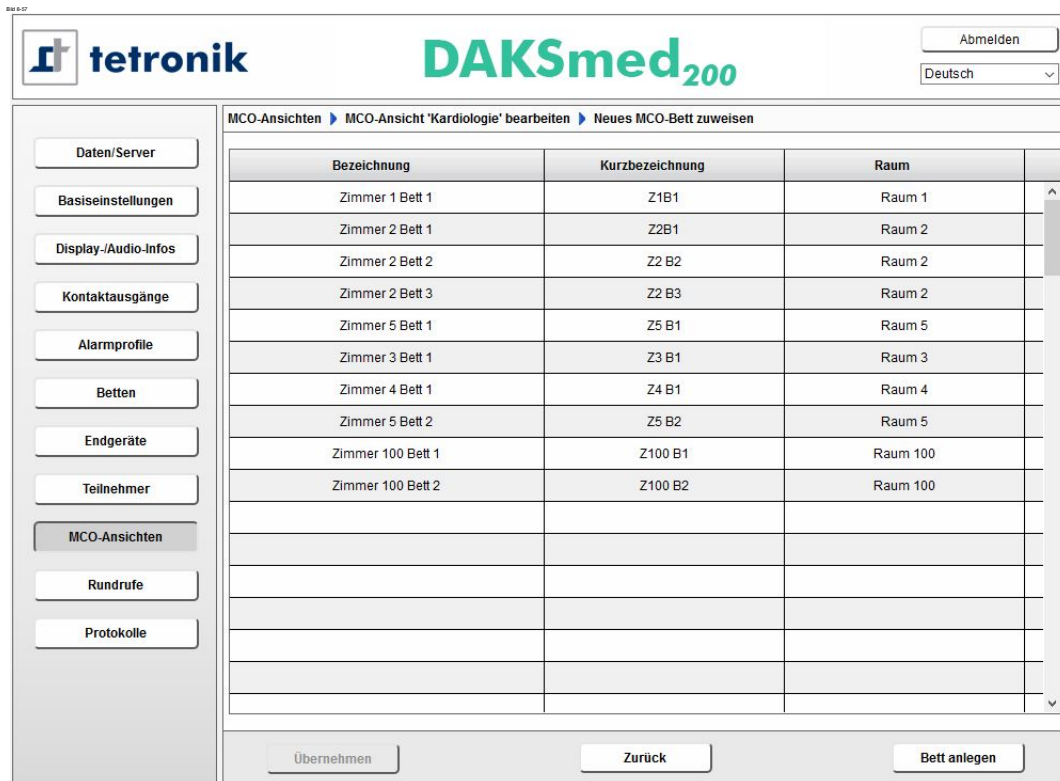 Bild 8-57
tetronik
DAKSmed200
Abmelden
Deutsch
MCO-Ansichten MCO-Ansicht 'Kardiologie' bearbeiten Neues MCO-Bett zuweisen
Daten/Server
Basiseinstellungen
Display-/Audio-Infos
Kontaktausgänge
Alarmprofile
Betten
Endgeräte
Teilnehmer
MCO-Ansichten
Rundrufe
Protokolle
Bezeichnung Kurzbezeichnung Raum
Zimmer 1 Bett 1 Z1B1 Raum 1
Zimmer 2 Bett 1 Z2B1 Raum 2
Zimmer 2 Bett 2 Z2 B2 Raum 2
Zimmer 2 Bett 3 Z2 B3 Raum 2
Zimmer 5 Bett 1 Z5 B1 Raum 5
Zimmer 3 Bett 1 Z3 B1 Raum 3
Zimmer 4 Bett 1 Z4 B1 Raum 4
Zimmer 5 Bett 2 Z5 B2 Raum 5
Zimmer 100 Bett 1 Z100 B1 Raum 100
Zimmer 100 Bett 2 Z100 B2 Raum 100
Übernehmen Zurück Bett anlegen